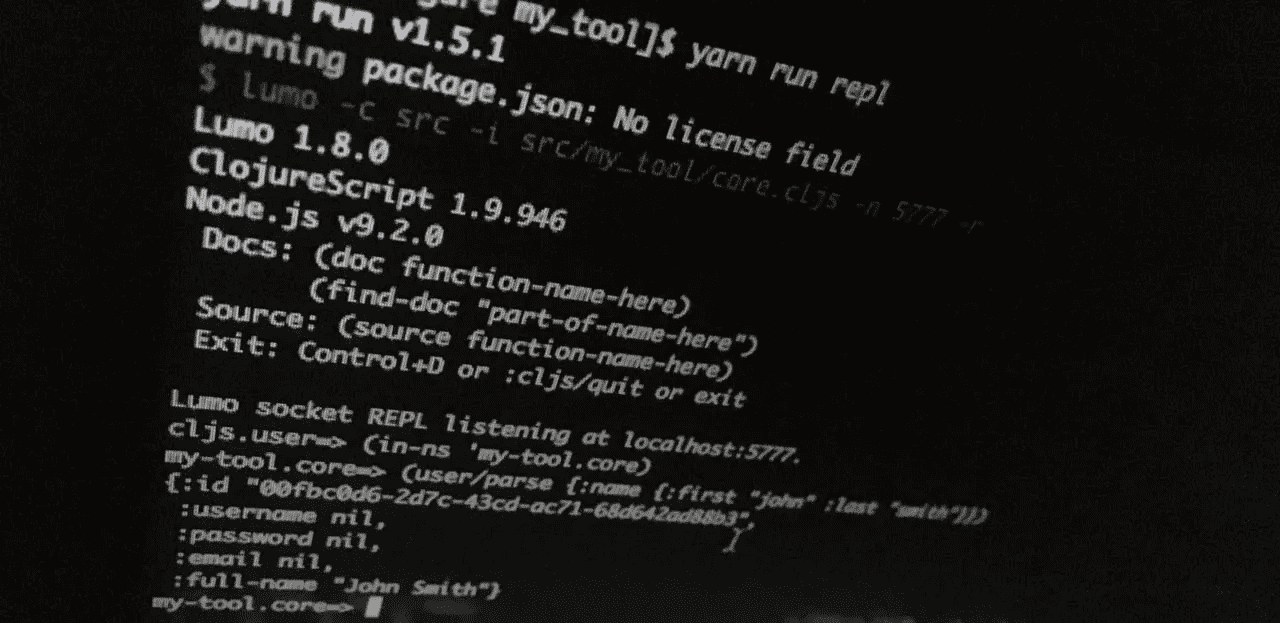 my_tool]$ yarn run repl
yarn run v1.5.1
warning package.json: No license field
$ lumo -c src -i src/my_tool/core.cljs -n 5777 -r
Lumo 1.8.0
ClojureScript 1.9.946
Node.js v9.2.0
Docs: (doc function-name-here)
(find-doc "part-of-name-here")
Source: (source function-name-here)
Exit: Control+D or :cljs/quit or exit
Lumo socket REPL listening at localhost:5777.
cljs.user=> (in-ns 'my-tool.core)
my-tool.core=> (user/parse {:name {:first "john" :last "smith"}})
{:id "00fbc0d6-2d7c-43cd-ac71-68d642ad88b3",
:username nil,
:password nil,
:email nil,
:full-name "John Smith"}
my-tool.core=>